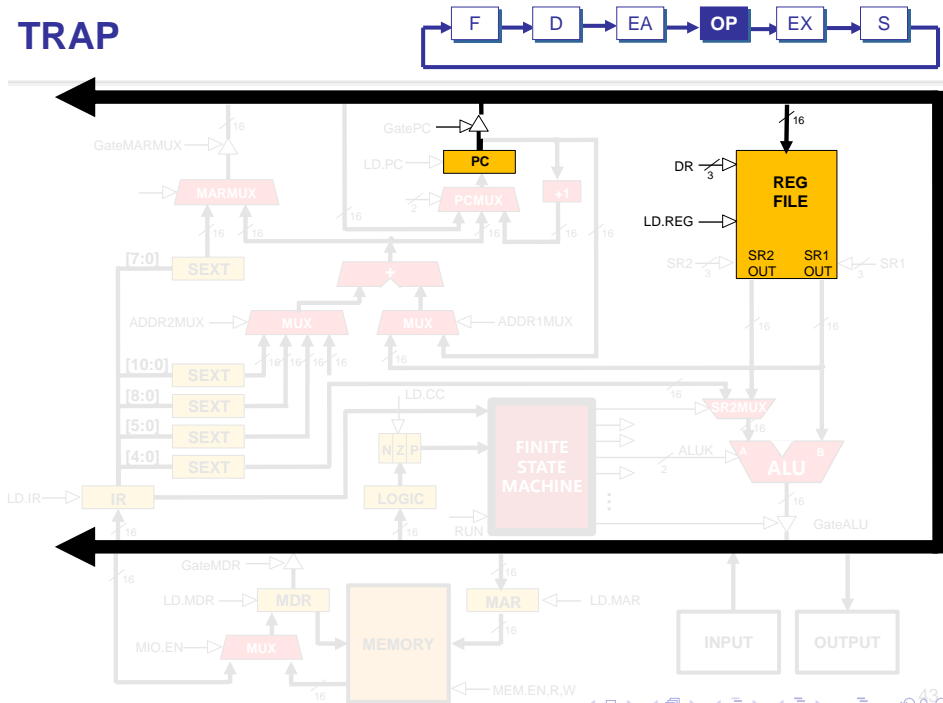 TRAP
F D EA OP EX S
16 16
GatePC
GateMARMUX
LD.PC PC
DR 3
REG
FILE
MARMUX
2 PCMUX +1
LD.REG
16 16 16 16 16 16
[7:0] SEXT
SR2 3 SR2 SR1 3 SR1
OUT OUT
+
ADDR2MUX MUX MUX ADDR1MUX
16 16
[10:0] 16 16 16 16 16
SEXT
[8:0] SEXT
LD.CC 16
SR2MUX
[5:0] SEXT
16
N Z P FINITE
STATE
MACHINE
ALUK 2 A B
ALU
[4:0] SEXT
LD.IR IR LOGIC
16 16 RUN 16 GateALU
16 16
GateMDR
LD.MDR MDR MAR LD.MAR
16
MIO.EN MUX MEMORY INPUT OUTPUT
16 MEM.EN,R,W
43